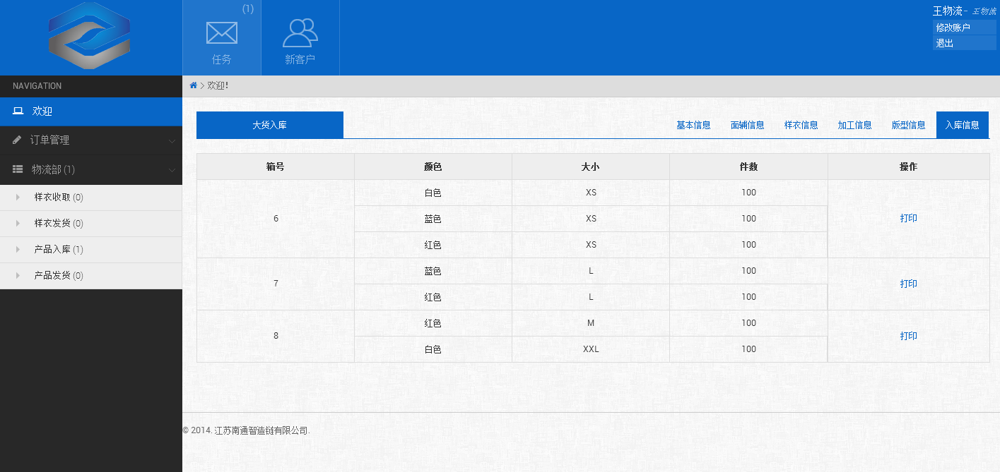 (1)
任务
新客户
王物流 - 王物流
修改账户
退出
NAVIGATION
欢迎
订单管理
物流部 (1)
样衣收取 (0)
样衣发货 (0)
产品入库 (1)
产品发货 (0)
欢迎!
大货入库
基本信息 面辅信息 样衣信息 加工信息 版型信息 入库信息
箱号 颜色 大小 件数 操作
6 白色 XS 100 打印
蓝色 XS 100
红色 XS 100
7 蓝色 L 100 打印
红色 L 100
8 红色 M 100 打印
白色 XXL 100
© 2014. 江苏南通智造链有限公司.